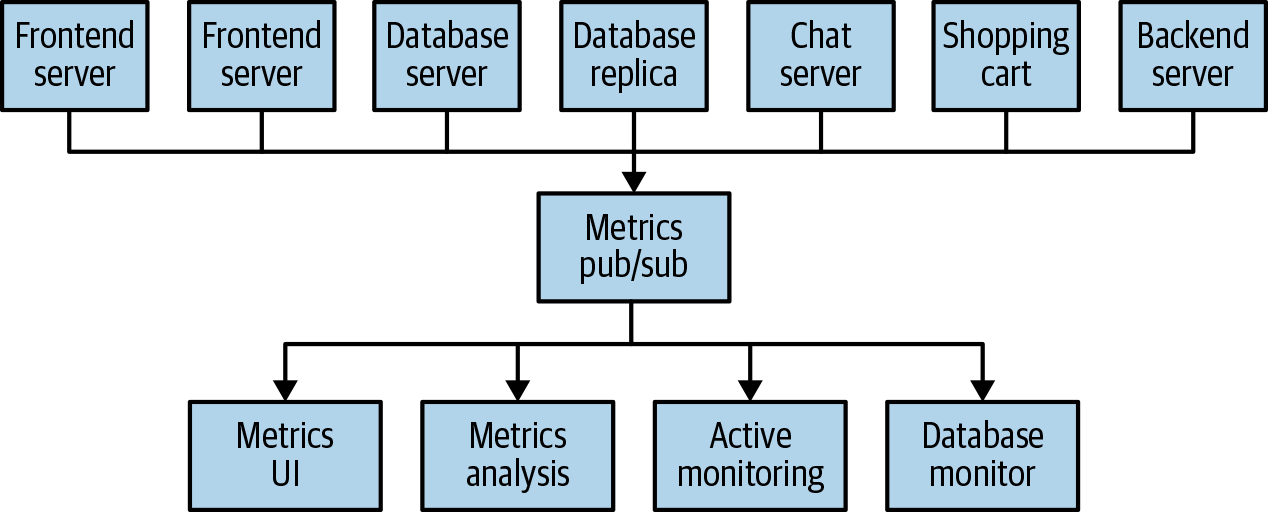 Frontend
server
Frontend
server
Database
server
Database
replica
Chat
server
Shopping
cart
Backend
server
Metrics
pub/sub
Metrics
UI
Metrics
analysis
Active
monitoring
Database
monitor